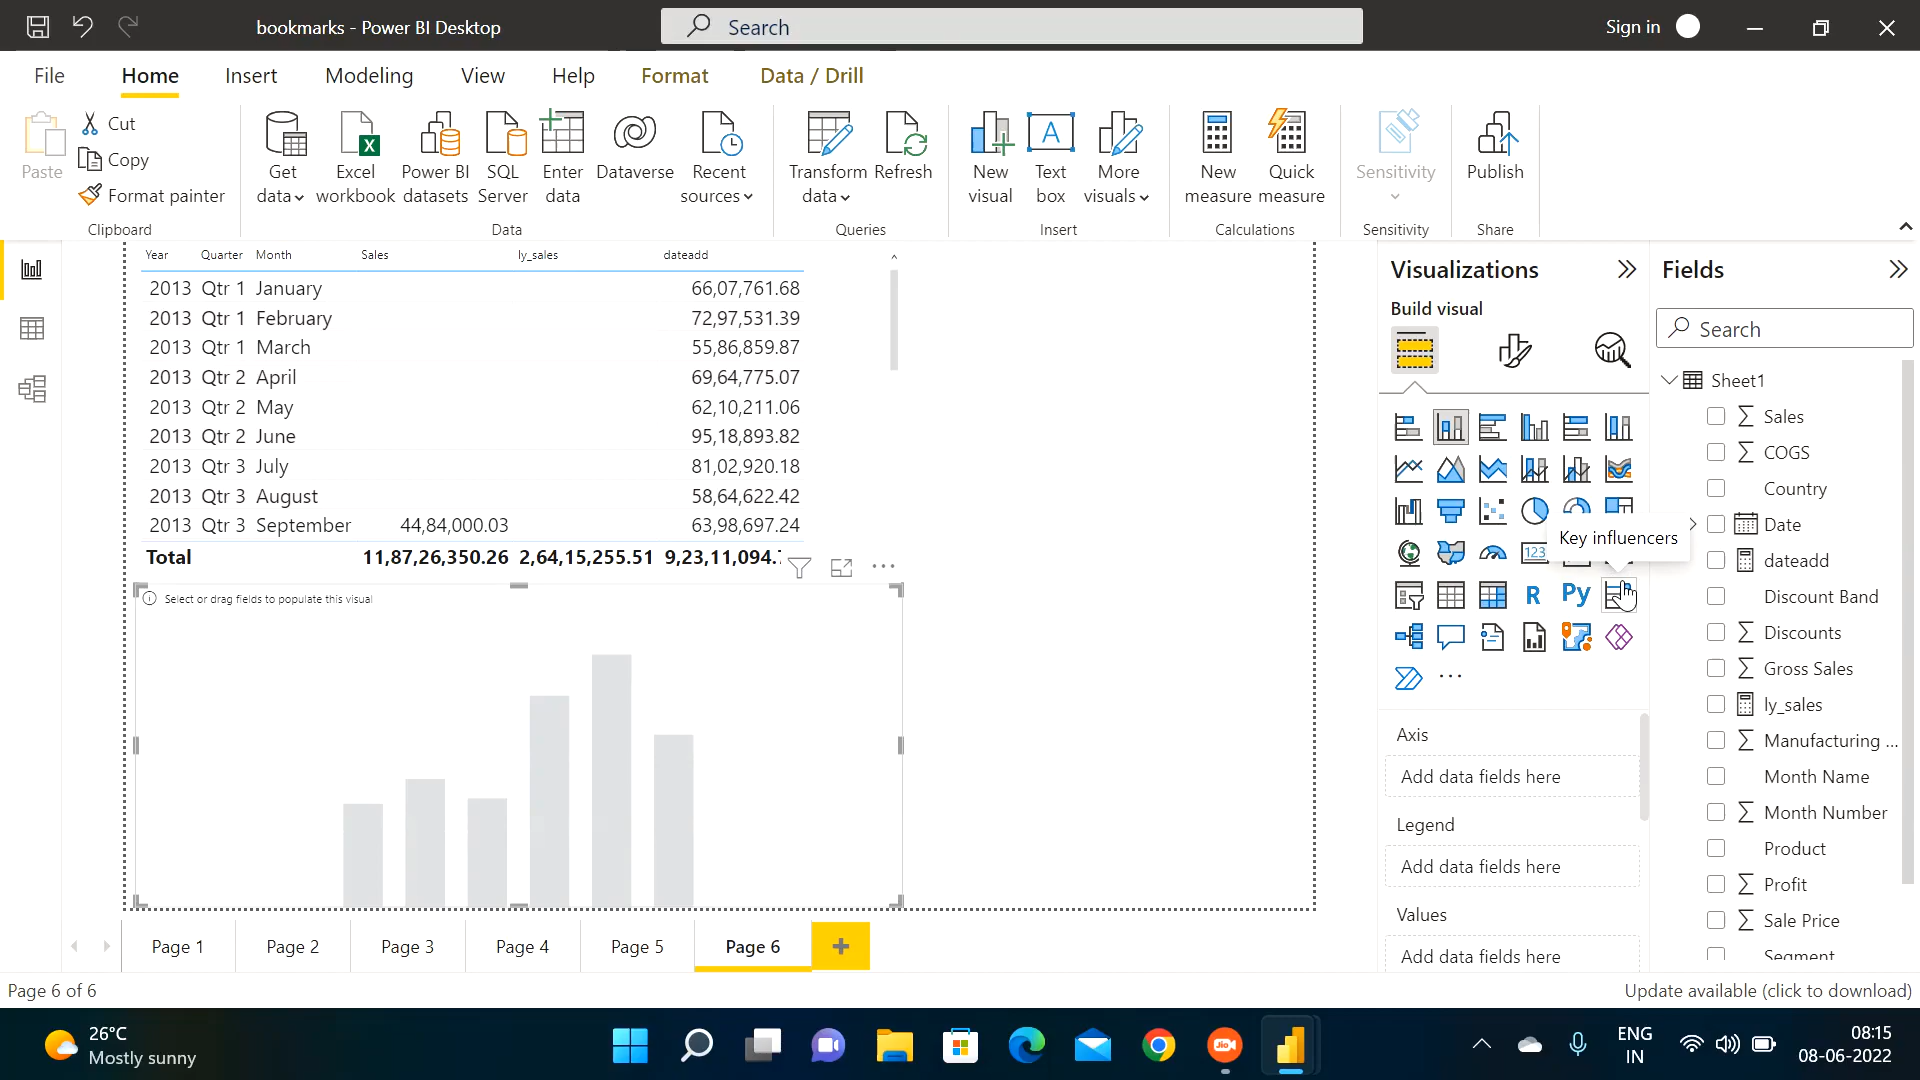 bookmarks - Power BI Desktop
Search
Sign in
File Home Insert Modeling View Help Format Data / Drill
Paste
Cut
Copy
Format painter
Clipboard
Get data
Excel workbook
Power BI datasets
SQL Server
Enter data
Dataverse
Recent sources
Data
Transform data
Refresh
Queries
New visual
A
Text box
More visuals
Insert
New measure
Quick measure
Calculations
Sensitivity
Sensitivity
Publish
Share
Year Quarter Month Sales ly_sales dateadd
2013 Qtr 1 January 66,07,761.68
2013 Qtr 1 February 72,97,531.39
2013 Qtr 1 March 55,86,859.87
2013 Qtr 2 April 69,64,775.07
2013 Qtr 2 May 62,10,211.06
2013 Qtr 2 June 95,18,893.82
2013 Qtr 3 July 81,02,920.18
2013 Qtr 3 August 58,64,622.42
2013 Qtr 3 September 44,84,000.03 63,98,697.24
Total 11,87,26,350.26 2,64,15,255.51 9,23,11,094.
Select or drag fields to populate this visual
Visualizations
Build visual
Key influencers
123
R Py
Axis
Add data fields here
Legend
Add data fields here
Values
Add data fields here
Fields
Search
Sheet1
Sales
COGS
Country
Date
dateadd
Discount Band
Discounts
Gross Sales
ly_sales
Manufacturing ...
Month Name
Month Number
Product
Profit
Sale Price
Segment
Page 1 Page 2 Page 3 Page 4 Page 5 Page 6 +
Page 6 of 6
Update available (click to download)
26°C
Mostly sunny
Jio
ENG
IN
08:15
08-06-2022